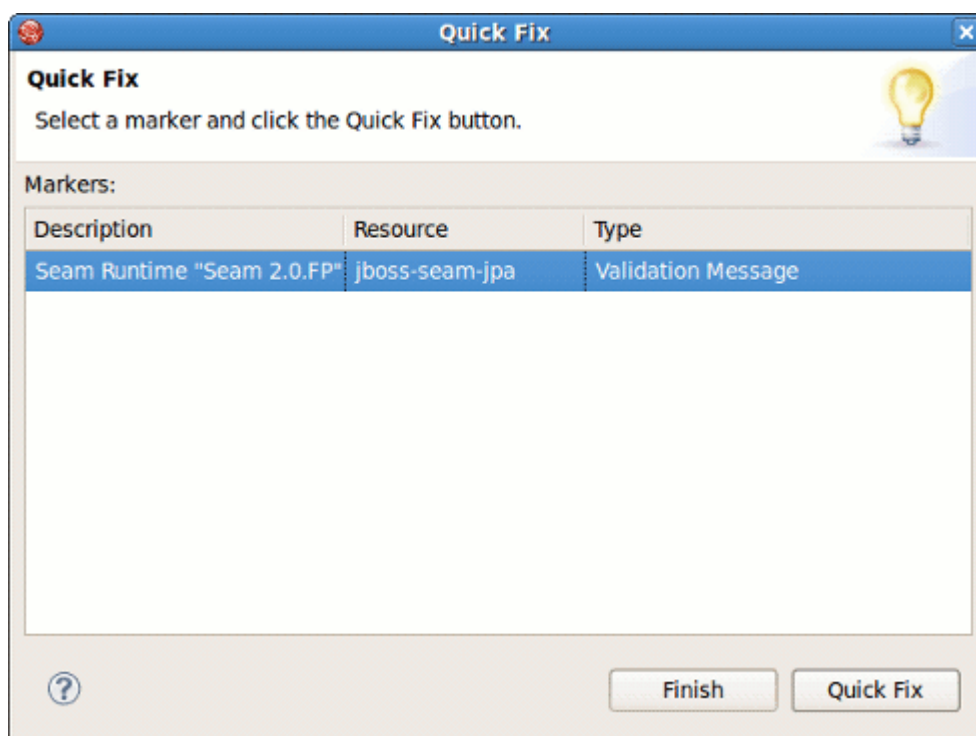 Quick Fix
Quick Fix
Select a marker and click the Quick Fix button.
Markers:
Description Resource Type
Seam Runtime "Seam 2.0.FP" jboss-seam-jpa Validation Message
Finish Quick Fix